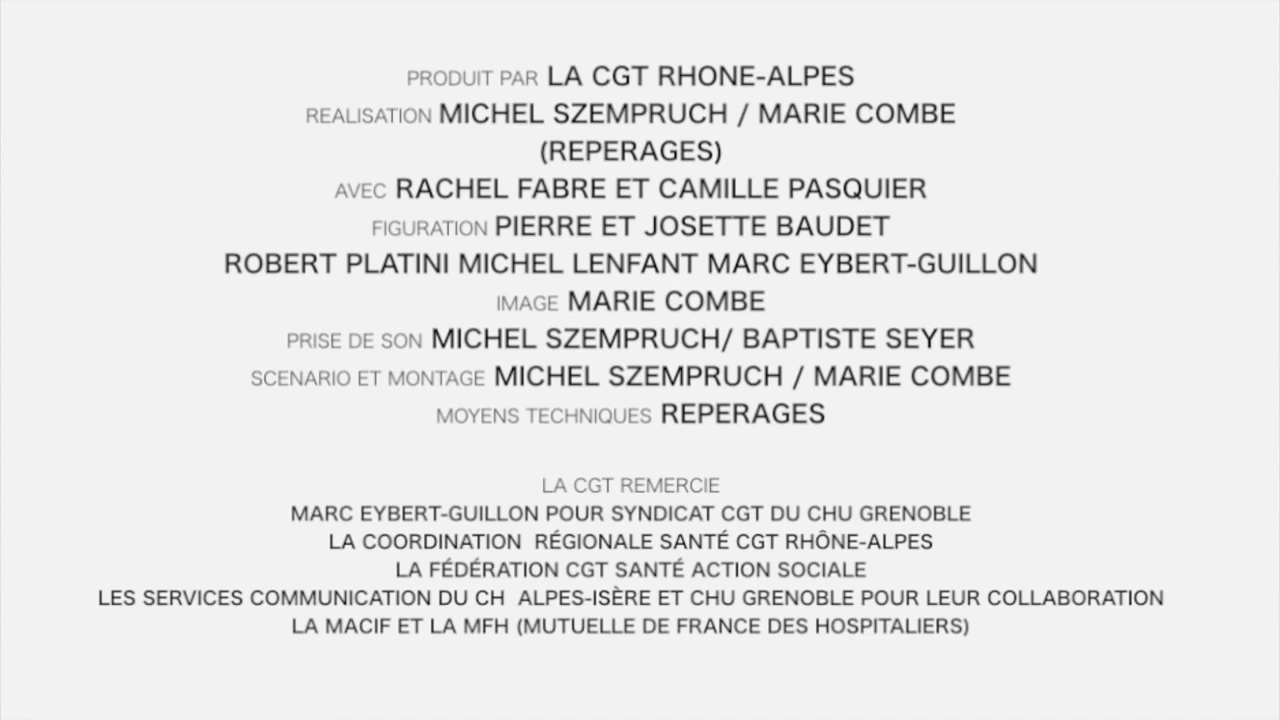 PRODUIT PAR LA CGT RHONE-ALPES
REALISATION MICHEL SZEMPRUCH / MARIE COMBE
(REPERAGES)
AVEC RACHEL FABRE ET CAMILLE PASQUIER
FIGURATION PIERRE ET JOSETTE BAUDET
ROBERT PLATINI MICHEL LENFANT MARC EYBERT-GUILLON
IMAGE MARIE COMBE
PRISE DE SON MICHEL SZEMPRUCH/ BAPTISTE SEYER
SCENARIO ET MONTAGE MICHEL SZEMPRUCH / MARIE COMBE
MOYENS TECHNIQUES REPERAGES
LA CGT REMERCIE
MARC EYBERT-GUILLON POUR SYNDICAT CGT DU CHU GRENOBLE
LA COORDINATION  RÉGIONALE SANTÉ CGT RHÔNE-ALPES
LA FÉDÉRATION CGT SANTÉ ACTION SOCIALE
LES SERVICES COMMUNICATION DU CH  ALPES-ISÈRE ET CHU GRENOBLE POUR LEUR COLLABORATION
LA MACIF ET LA MFH (MUTUELLE DE FRANCE DES HOSPITALIERS)